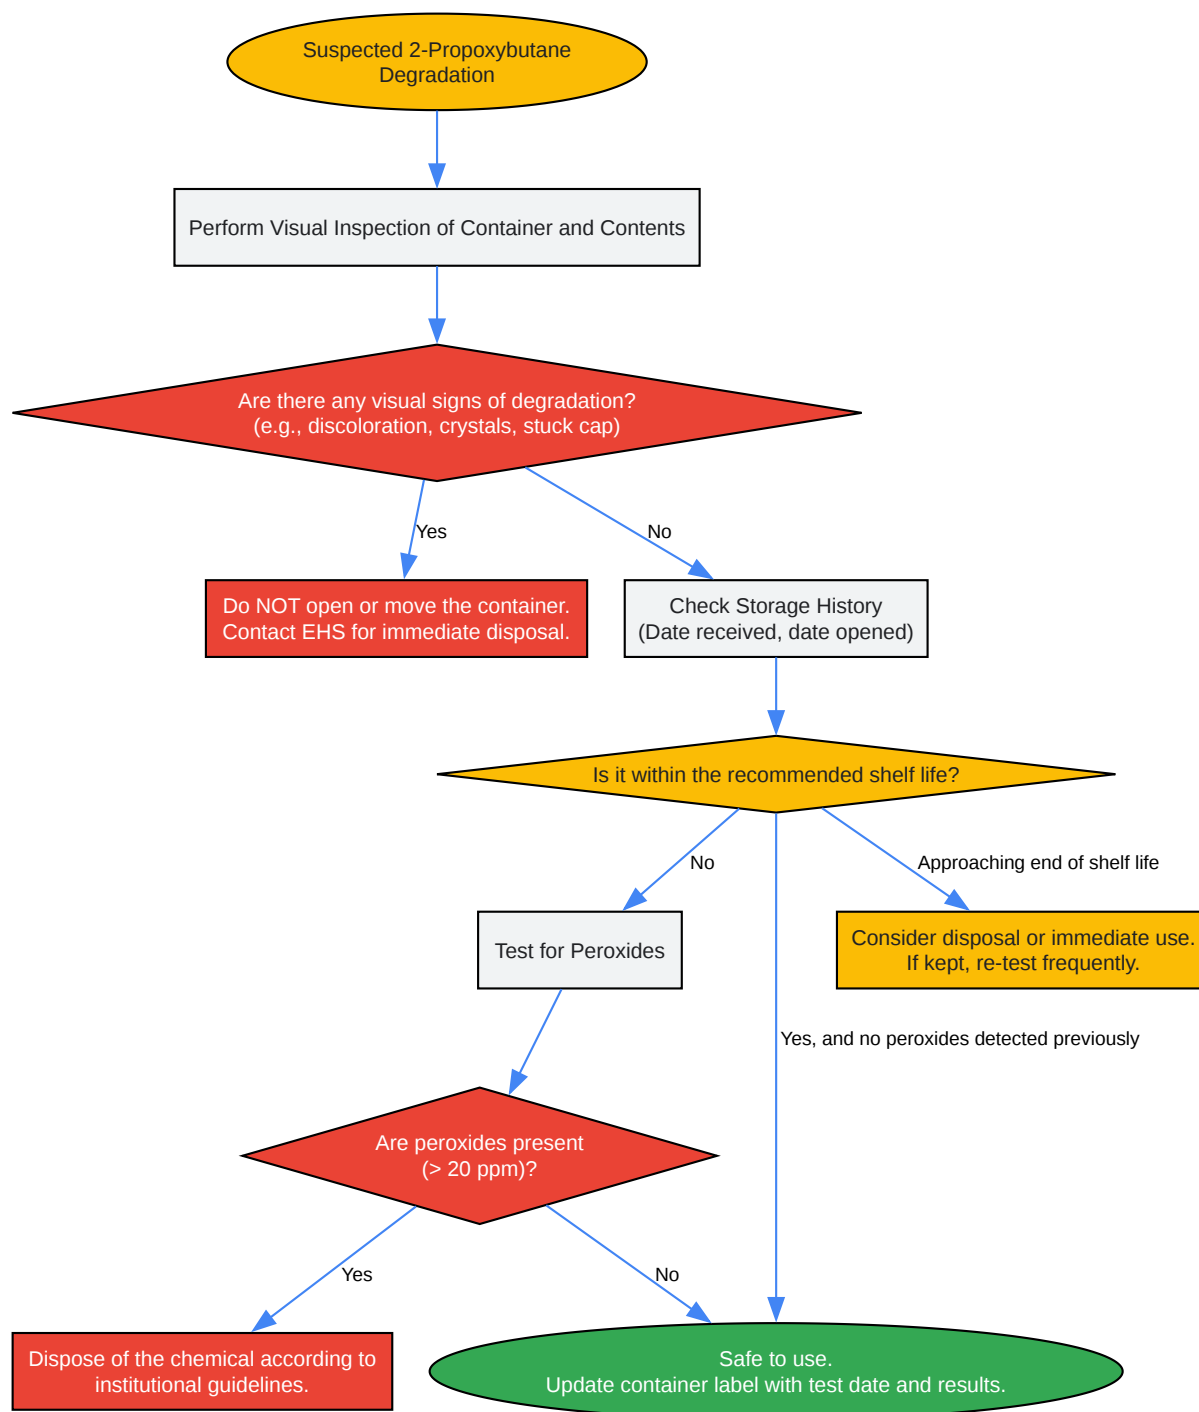 Suspected 2-Propoxybutane
Degradation
Perform Visual Inspection of Container and Contents
Are there any visual signs of degradation?
(e.g., discoloration, crystals, stuck cap)
Yes
No
Do NOT open or move the container.
Contact EHS for immediate disposal.
Check Storage History
(Date received, date opened)
Is it within the recommended shelf life?
No
Approaching end of shelf life
Test for Peroxides
Consider disposal or immediate use.
If kept, re-test frequently.
Yes, and no peroxides detected previously
Are peroxides present
(> 20 ppm)?
Yes
No
Dispose of the chemical according to
institutional guidelines.
Safe to use.
Update container label with test date and results.